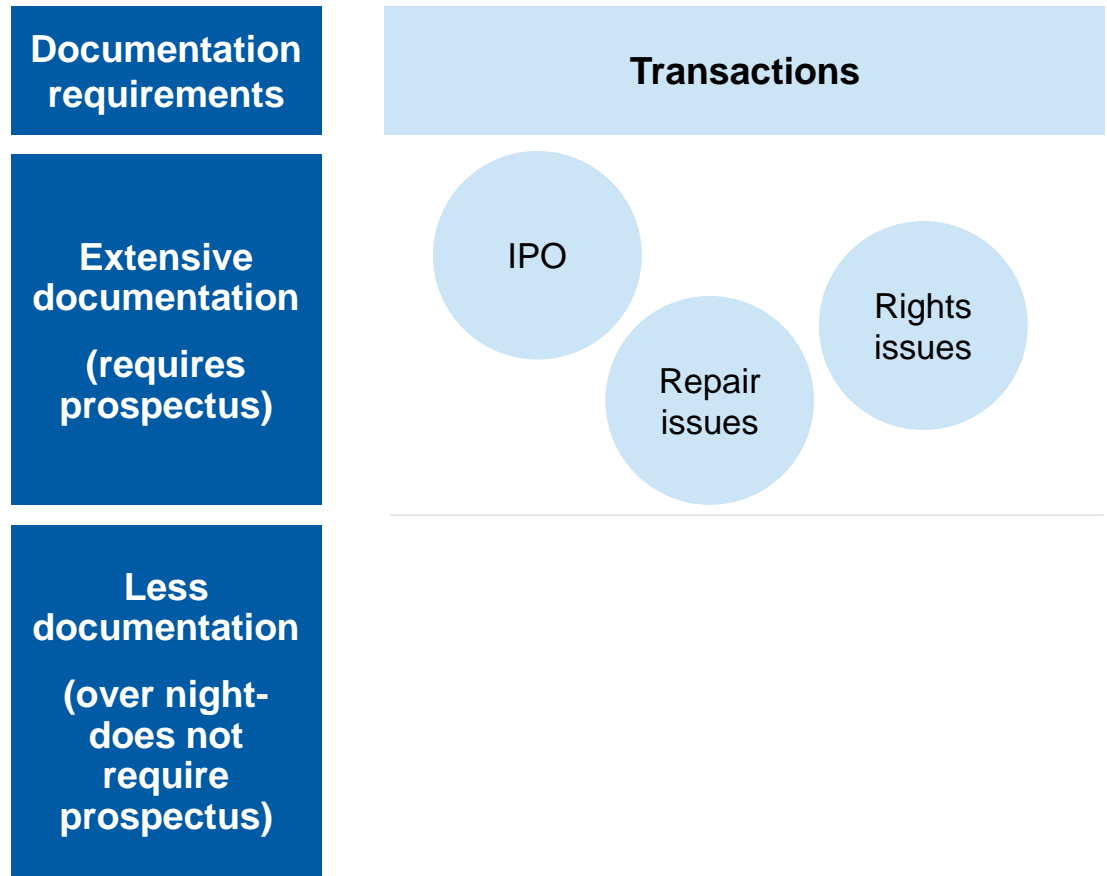 Documentation
requirements
Transactions
Extensive
documentation
(requires
prospectus)
IPO
Repair
issues
Rights
issues
Less
documentation
(over night-
does not
require
prospectus)